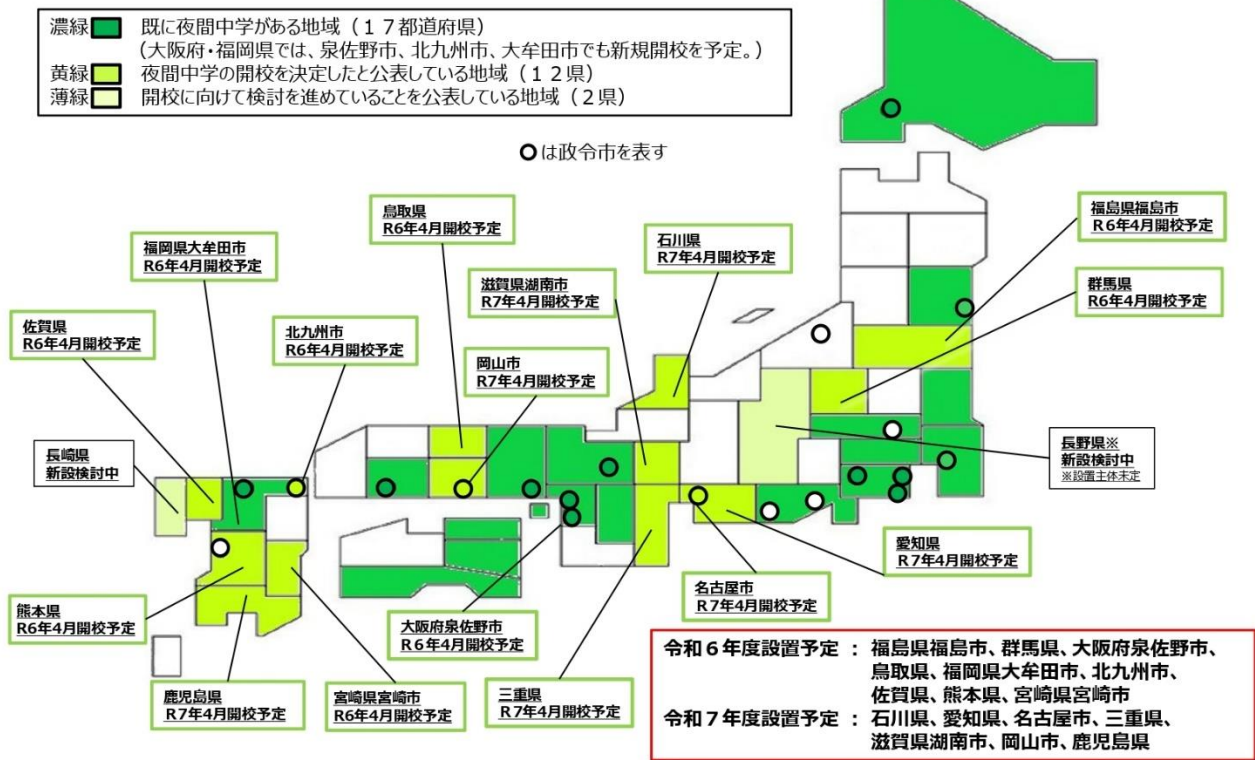 濃緑 既に夜間中学がある地域（１７都道府県）
（大阪府・福岡県では、泉佐野市、北九州市、大牟田市でも新規開校を予定。）
黄緑 夜間中学の開校を決定したと公表している地域（１２県）
薄緑 開校に向けて検討を進めていることを公表している地域（２県）
は政令市を表す
鳥取県
R6年4月開校予定
福岡県大牟田市
R6年4月開校予定
石川県
R7年4月開校予定
福島県福島市
R6年4月開校予定
滋賀県湖南市
R7年4月開校予定
群馬県
R6年4月開校予定
佐賀県
R6年4月開校予定
北九州市
R6年4月開校予定
岡山市
R7年4月開校予定
長崎県
新設検討中
長野県※
新設検討中
※設置主体未定
愛知県
R7年4月開校予定
名古屋市
R7年4月開校予定
熊本県
R6年4月開校予定
大阪府泉佐野市
R６年4月開校予定
鹿児島県
R7年4月開校予定
宮崎県宮崎市
R6年4月開校予定
三重県
R7年4月開校予定
令和６年度設置予定 ： 福島県福島市、群馬県、大阪府泉佐野市、
鳥取県、福岡県大牟田市、北九州市、
佐賀県、熊本県、宮崎県宮崎市
令和７年度設置予定 ： 石川県、愛知県、名古屋市、三重県、
滋賀県湖南市、岡山市、鹿児島県